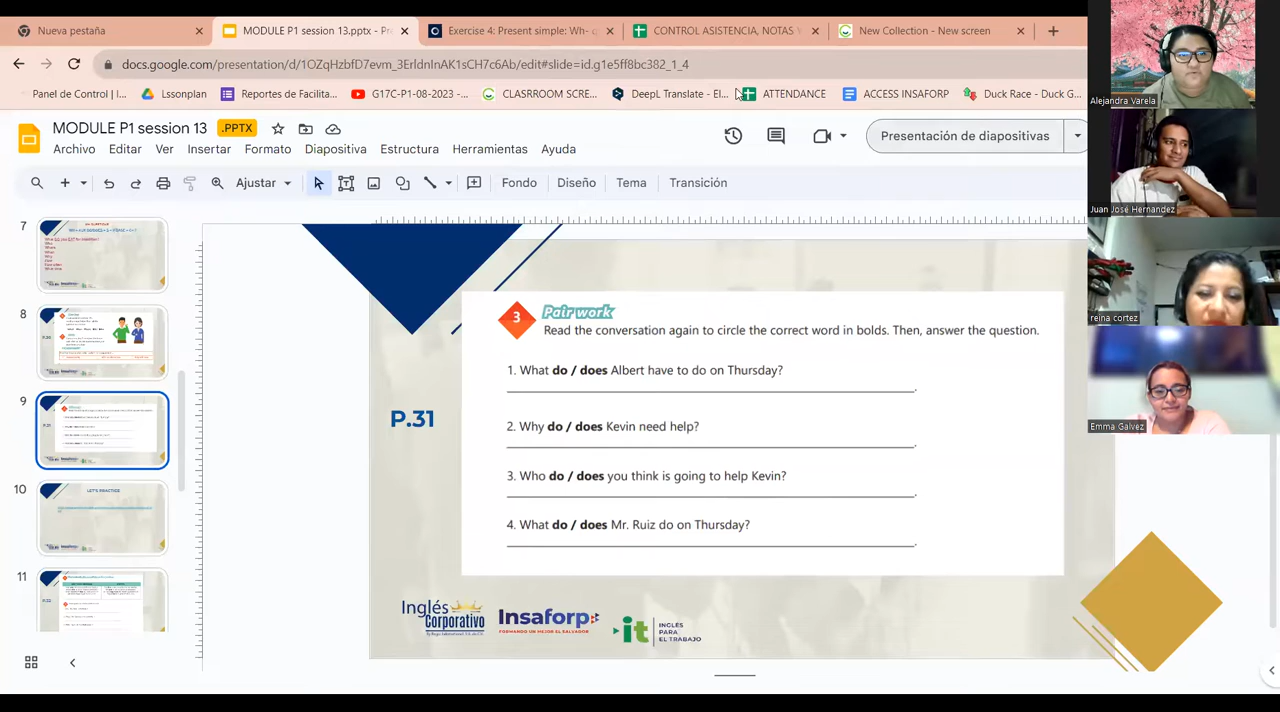 Nueva pestaña
MODULE P1 session 13.pptx - Pr
Exercise 4: Present simple: Wh- q
CONTROL ASISTENCIA, NOTAS Y
New Collection - New screen
docs.google.com/presentation/d/1OZqHzbfD7evm_3ErldnInAK1sCH7c6Ab/edit#slide=id.g1e5ff8bc382_1_4
Panel de Control | I...
Lssonplan
Reportes de Facilita...
G17C-P1B8-2023 - ...
CLASSROOM SCRE...
DeepL Translate - El...
ATTENDANCE
ACCESS INSAFORP
Duck Race - Duck G...
MODULE P1 session 13
.PPTX
Archivo Editar Ver Insertar Formato Diapositiva Estructura Herramientas Ayuda
Presentación de diapositivas
Ajustar
Fondo Diseño Tema Transición
Alejandra Varela
Juan José Hernandez
reina cortez
Emma Galvez
7
8
9
10
LET'S PRACTICE
11
3
Pair work
Read the conversation again to circle the correct word in bolds. Then, answer the question.
1. What do / does Albert have to do on Thursday?
2. Why do / does Kevin need help?
3. Who do / does you think is going to help Kevin?
4. What do / does Mr. Ruiz do on Thursday?
P.31
Inglés
Corporativo
Insaforp
FORMANDO UN MEJOR EL SALVADOR
it
INGLÉS
PARA
EL TRABAJO